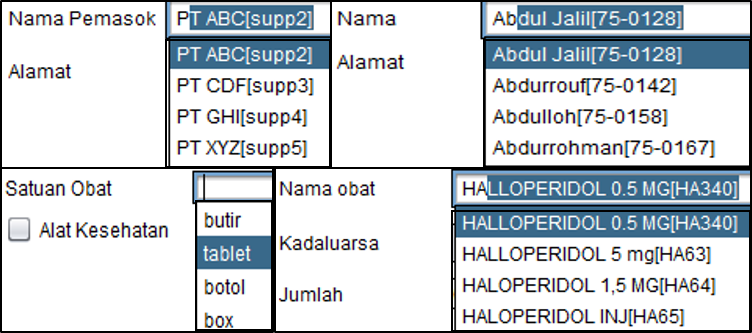 Nama Pemasok PT ABC[supp2]
PT ABC[supp2]
Alamat
PT CDF[supp3]
PT GHI[supp4]
PT XYZ[supp5]
Nama Abdul Jalil[75-0128]
Abdul Jalil[75-0128]
Alamat
Abdurrouf[75-0142]
Abdulloh[75-0158]
Abdurrohman[75-0167]
Satuan Obat
butir
Alat Kesehatan
tablet
botol
box
Nama obat HALLOPERIDOL 0.5 MG[HA340]
HALLOPERIDOL 0.5 MG[HA340]
Kadaluarsa
HALLOPERIDOL 5 mg[HA63]
HALOPERIDOL 1,5 MG[HA64]
Jumlah
HALOPERIDOL INJ[HA65]